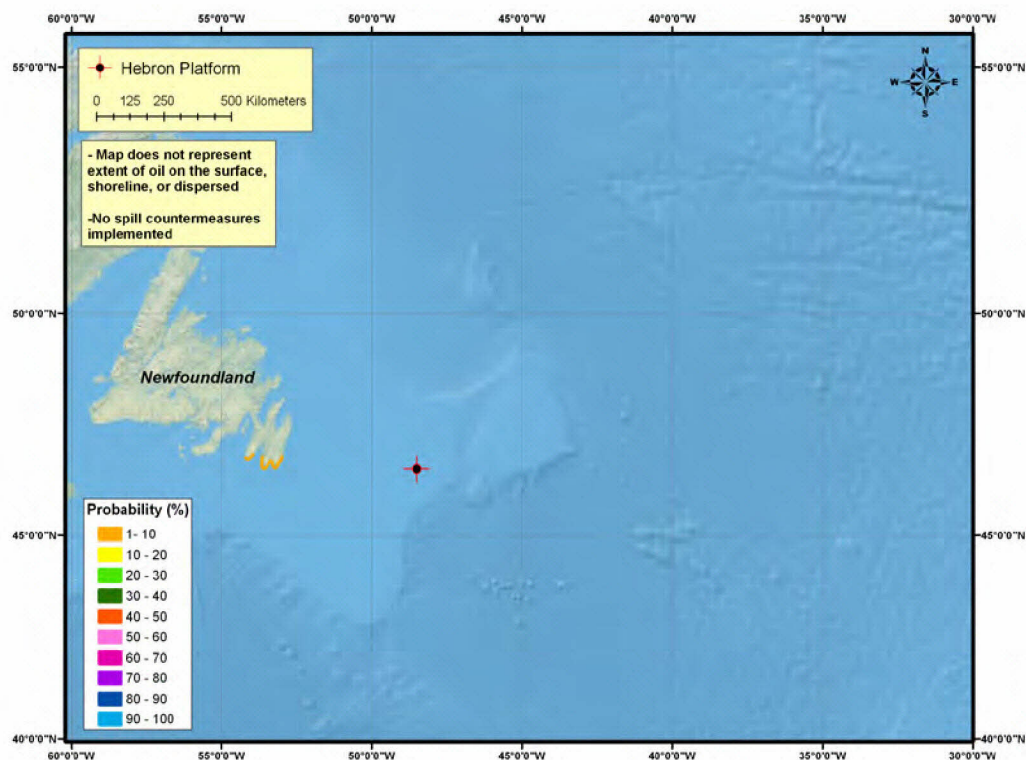 60°0'0"W 55°0'0"W 50°0'0"W 45°0'0"W 40°0'0"W 35°0'0"W 30°0'0"W
55°0'0"N 55°0'0"N
Hebron Platform
0 125 250 500 Kilometers
N
W E
S
- Map does not represent
extent of oil on the surface,
shoreline, or dispersed
-No spill countermeasures
implemented
50°0'0"N 50°0'0"N
Newfoundland
45°0'0"N 45°0'0"N
Probability (%)
1- 10
10 - 20
20 - 30
30 - 40
40 - 50
50 - 60
60 - 70
70 - 80
80 - 90
90 - 100
40°0'0"N 40°0'0"N
60°0'0"W 55°0'0"W 50°0'0"W 45°0'0"W 40°0'0"W 35°0'0"W 30°0'0"W